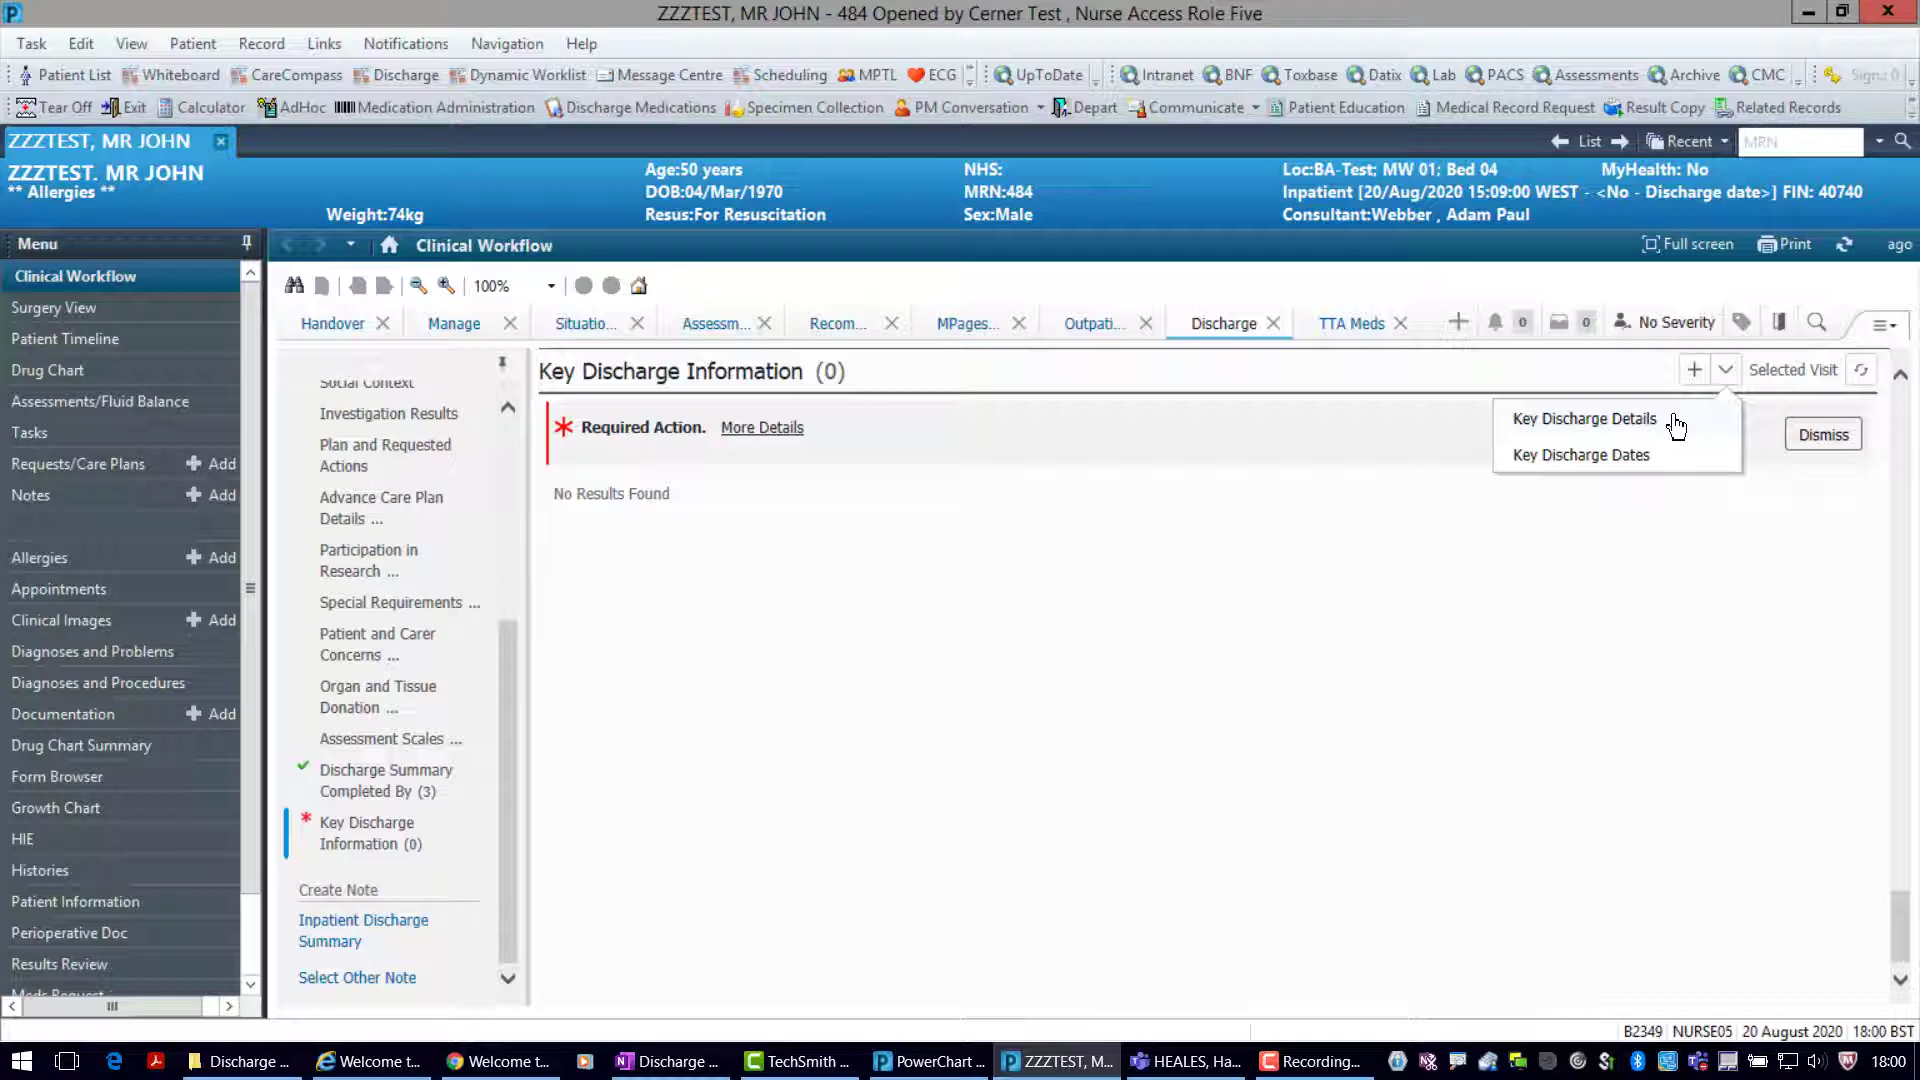 ZZZTEST, MR JOHN - 484 Opened by Cerner Test , Nurse Access Role Five
Task Edit View Patient Record Links Notifications Navigation Help
Patient List Whiteboard CareCompass Discharge Dynamic Worklist Message Centre Scheduling MPTL ECG UpToDate Intranet BNF Toxbase Datix Lab PACS Assessments Archive CMC Signs: 0
Tear Off Exit Calculator AdHoc Medication Administration Discharge Medications Specimen Collection PM Conversation Depart Communicate Patient Education Medical Record Request Result Copy Related Records
ZZZTEST, MR JOHN List Recent MRN
ZZZTEST, MR JOHN Age:50 years NHS: Loc:BA-Test; MW 01; Bed 04 MyHealth: No
** Allergies ** DOB:04/Mar/1970 MRN:484 Inpatient [20/Aug/2020 15:09:00 WEST - <No - Discharge date>] FIN: 40740
Weight:74kg Resus:For Resuscitation Sex:Male Consultant:Webber , Adam Paul
Menu Clinical Workflow Full screen Print ago
Clinical Workflow
Surgery View
Patient Timeline
Drug Chart
Assessments/Fluid Balance
Tasks
Requests/Care Plans Add
Notes Add
Allergies Add
Appointments
Clinical Images Add
Diagnoses and Problems
Diagnoses and Procedures
Documentation Add
Drug Chart Summary
Form Browser
Growth Chart
HIE
Histories
Patient Information
Perioperative Doc
Results Review
Meds Request
100%
Handover Manage Situatio... Assessm... Recom... MPages... Outpati... Discharge TTA Meds 0 0 No Severity
Social Context
Investigation Results
Plan and Requested
Actions
Advance Care Plan
Details ...
Participation in
Research ...
Special Requirements ...
Patient and Carer
Concerns ...
Organ and Tissue
Donation ...
Assessment Scales ...
Discharge Summary
Completed By (3)
* Key Discharge
Information (0)
Create Note
Inpatient Discharge
Summary
Select Other Note
Key Discharge Information (0) Selected Visit
* Required Action. More Details
Key Discharge Details
Key Discharge Dates
Dismiss
No Results Found
B2349 NURSE05 20 August 2020 18:00 BST
Discharge ... Welcome t... Welcome t... Discharge ... TechSmith ... PowerChart ... ZZZTEST, M... HEALES, Ha... Recording... 18:00